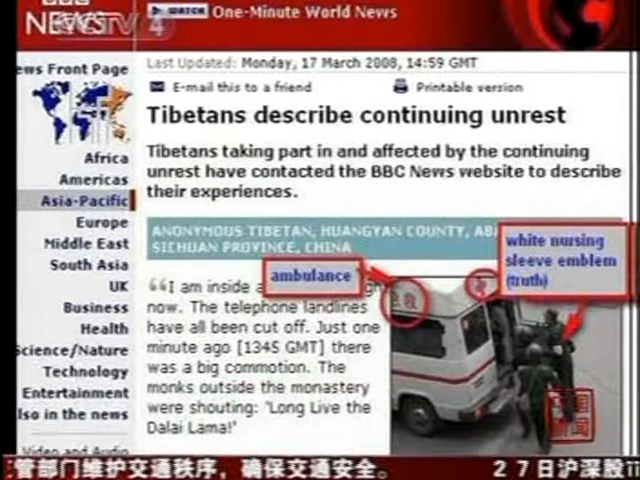 BBC
NEWS
CCTV 4
WATCH One-Minute World News
ews Front Page
Africa
Americas
Asia-Pacific
Europe
Middle East
South Asia
UK
Business
Health
Science/Nature
Technology
Entertainment
lso in the news
Video and Audio
Last Updated: Monday, 17 March 2008, 14:59 GMT
E-mail this to a friend
Printable version
Tibetans describe continuing unrest
Tibetans taking part in and affected by the continuing
unrest have contacted the BBC News website to describe
their experiences.
ANONYMOUS TIBETAN, HUANGYAN COUNTY, ABA
SICHUAN PROVINCE, CHINA
white nursing
sleeve emblem
(truth)
ambulance
急救
“I am inside a
now. The telephone landlines
have all been cut off. Just one
minute ago [1345 GMT] there
was a big commotion. The
monks outside the monastery
were shouting: 'Long Live the
Dalai Lama!'
管部门维护交通秩序，确保交通安全。 27日沪深股